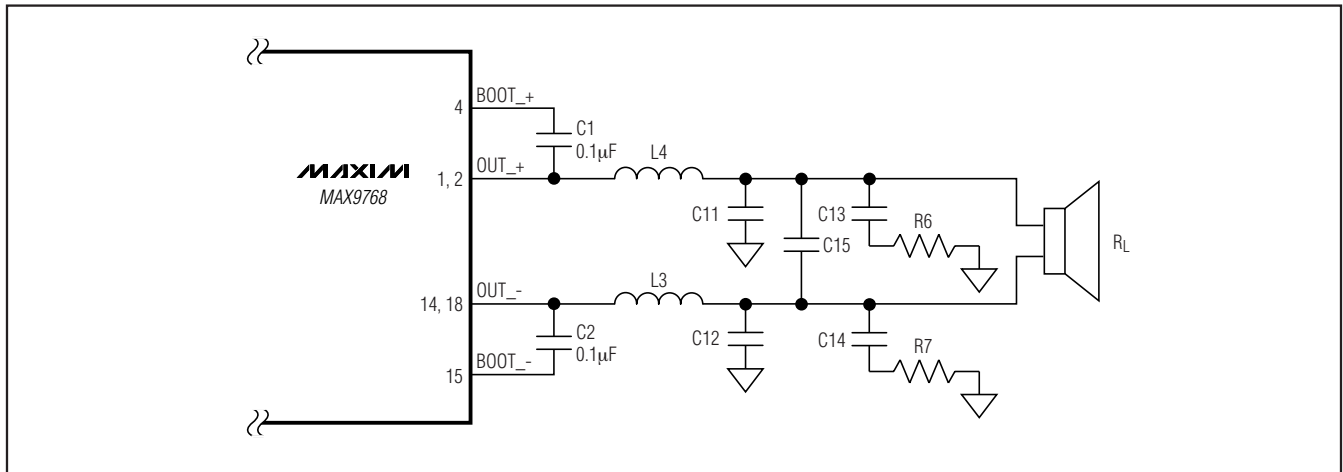 4 BOOT_+
C1
0.1µF
L4
MAXIM
MAX9768
1, 2 OUT_+
C11
C13
R6
C15
RL
L3
14, 18 OUT_-
C2
0.1µF
C12
C14
R7
15 BOOT_-